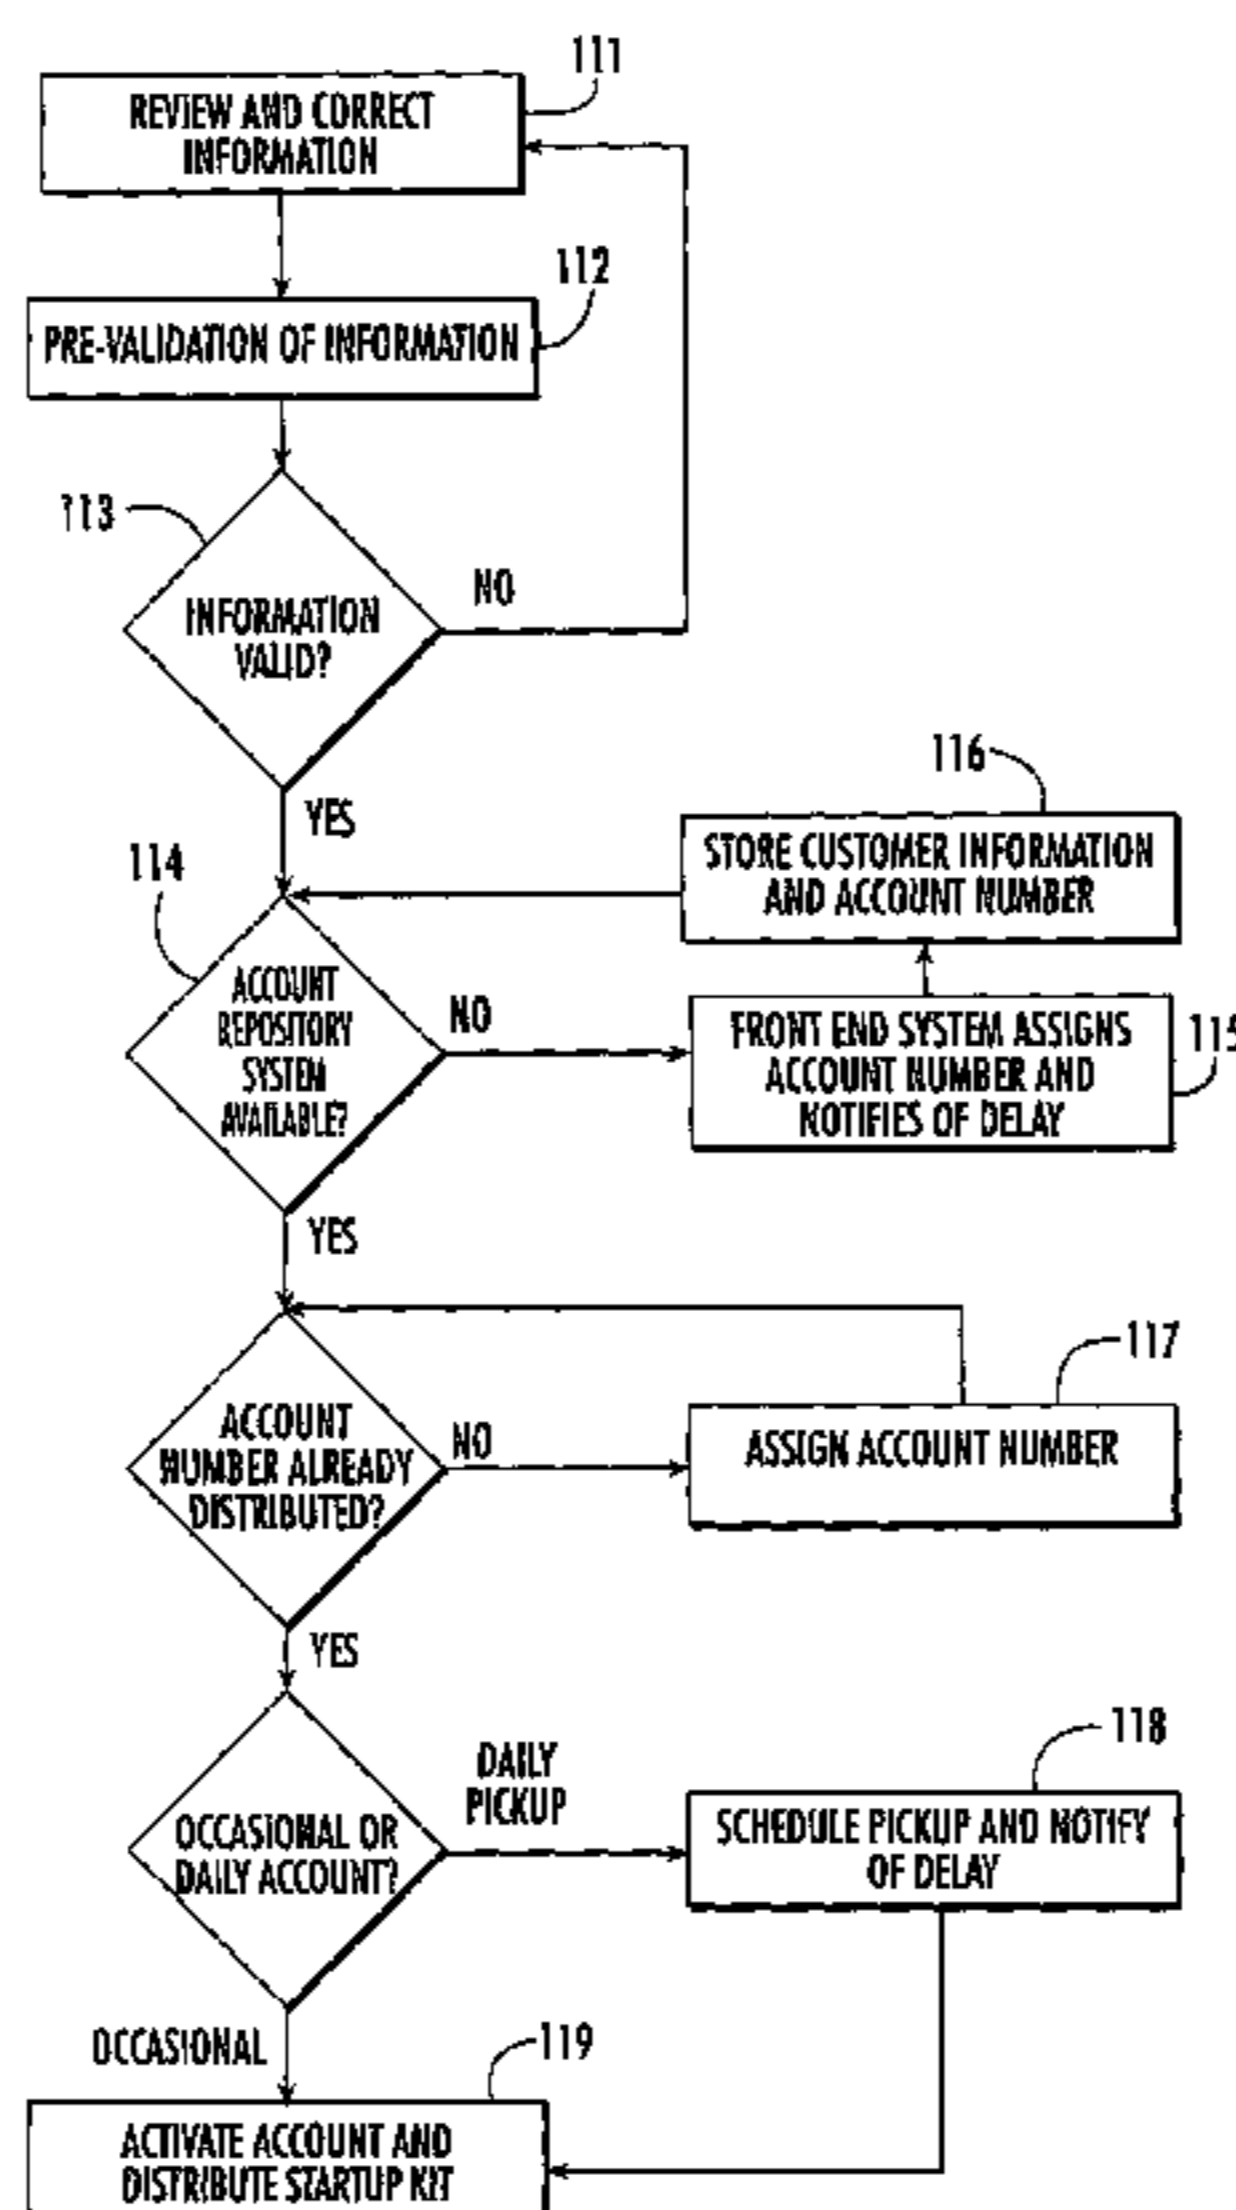 111
REVIEW AND CORRECT
INFORMATION
112
PRE-VALIDATION OF INFORMATION
113
INFORMATION
VALID?
NO
YES
116
STORE CUSTOMER INFORMATION
AND ACCOUNT NUMBER
114
ACCOUNT
REPOSITORY
SYSTEM
AVAILABLE?
NO
FRONT END SYSTEM ASSIGNS
ACCOUNT NUMBER AND
NOTIFIES OF DELAY
115
YES
117
ACCOUNT
NUMBER ALREADY
DISTRIBUTED?
NO
ASSIGN ACCOUNT NUMBER
YES
118
DAILY
PICKUP
OCCASIONAL OR
DAILY ACCOUNT?
SCHEDULE PICKUP AND NOTIFY
OF DELAY
OCCASIONAL
119
ACTIVATE ACCOUNT AND
DISTRIBUTE STARTUP KIT